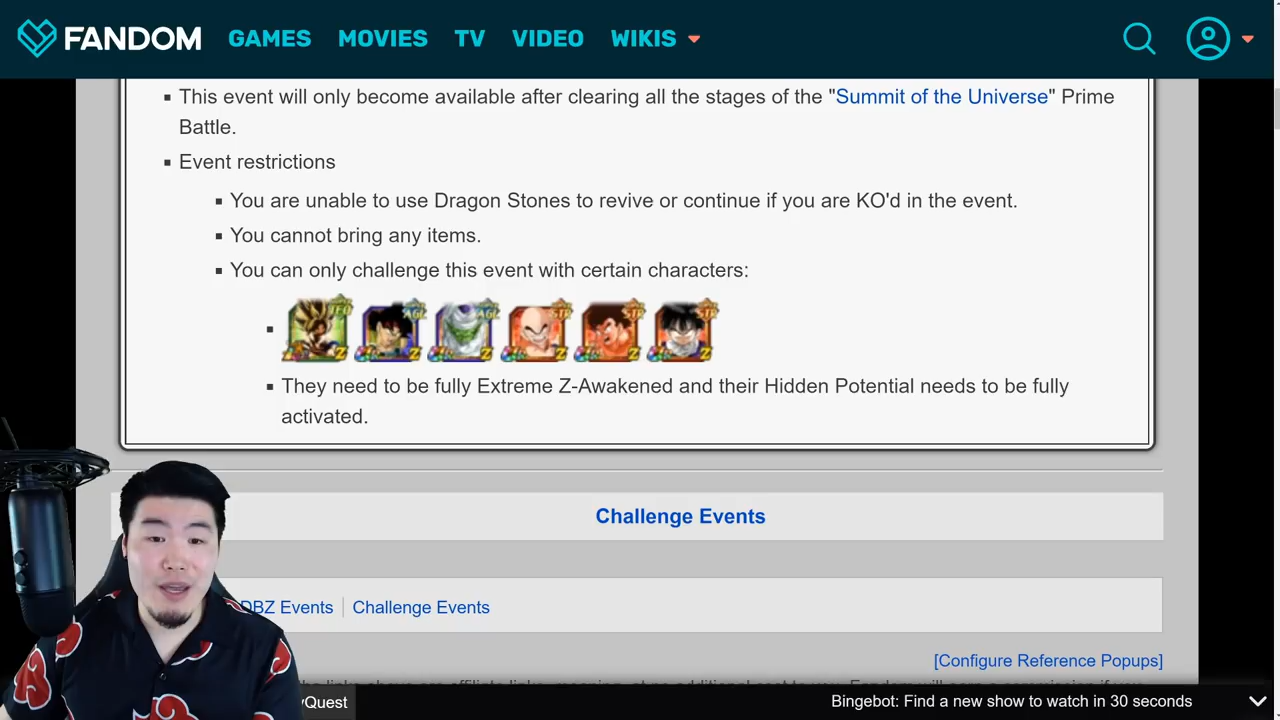 FANDOM GAMES MOVIES TV VIDEO WIKIS
This event will only become available after clearing all the stages of the "Summit of the Universe" Prime
Battle.
Event restrictions
You are unable to use Dragon Stones to revive or continue if you are KO'd in the event.
You cannot bring any items.
You can only challenge this event with certain characters:
They need to be fully Extreme Z-Awakened and their Hidden Potential needs to be fully
activated.
Challenge Events
DBZ Events
Challenge Events
[Configure Reference Popups]
Quest
Bingebot: Find a new show to watch in 30 seconds